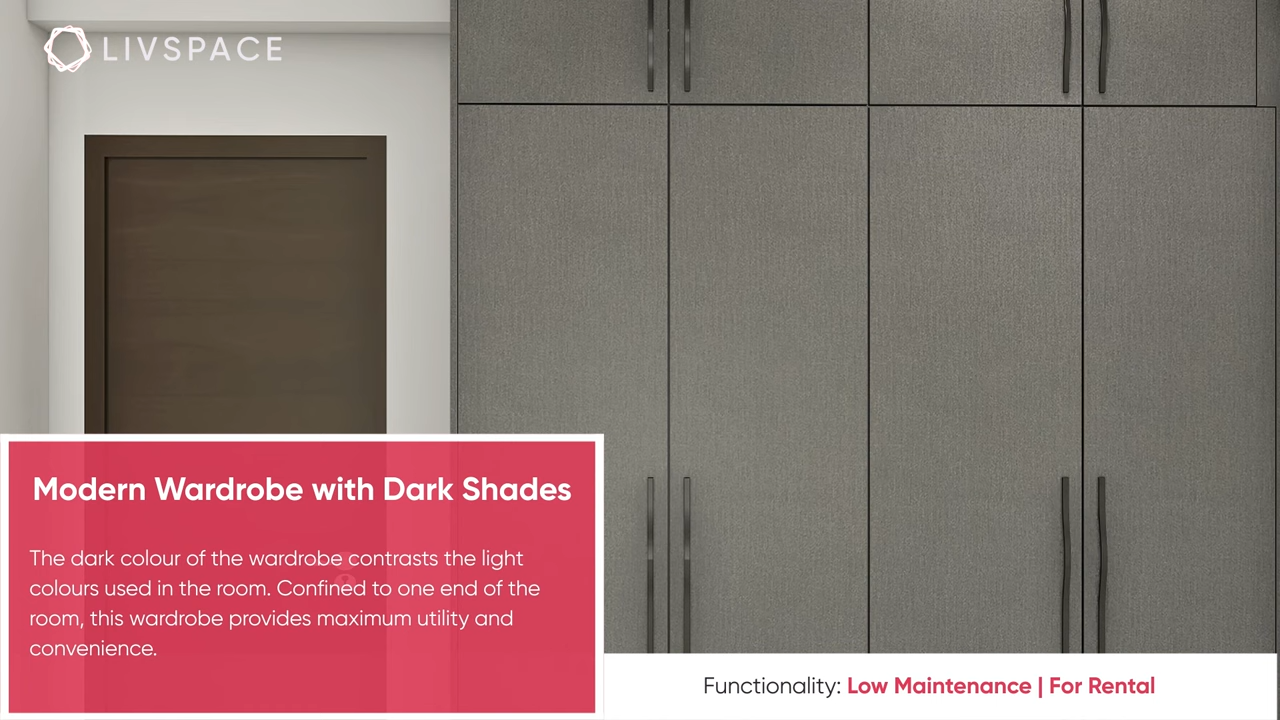 LIVSPACE
Modern Wardrobe with Dark Shades
The dark colour of the wardrobe contrasts the light
colours used in the room. Confined to one end of the
room, this wardrobe provides maximum utility and
convenience.
Functionality: Low Maintenance | For Rental